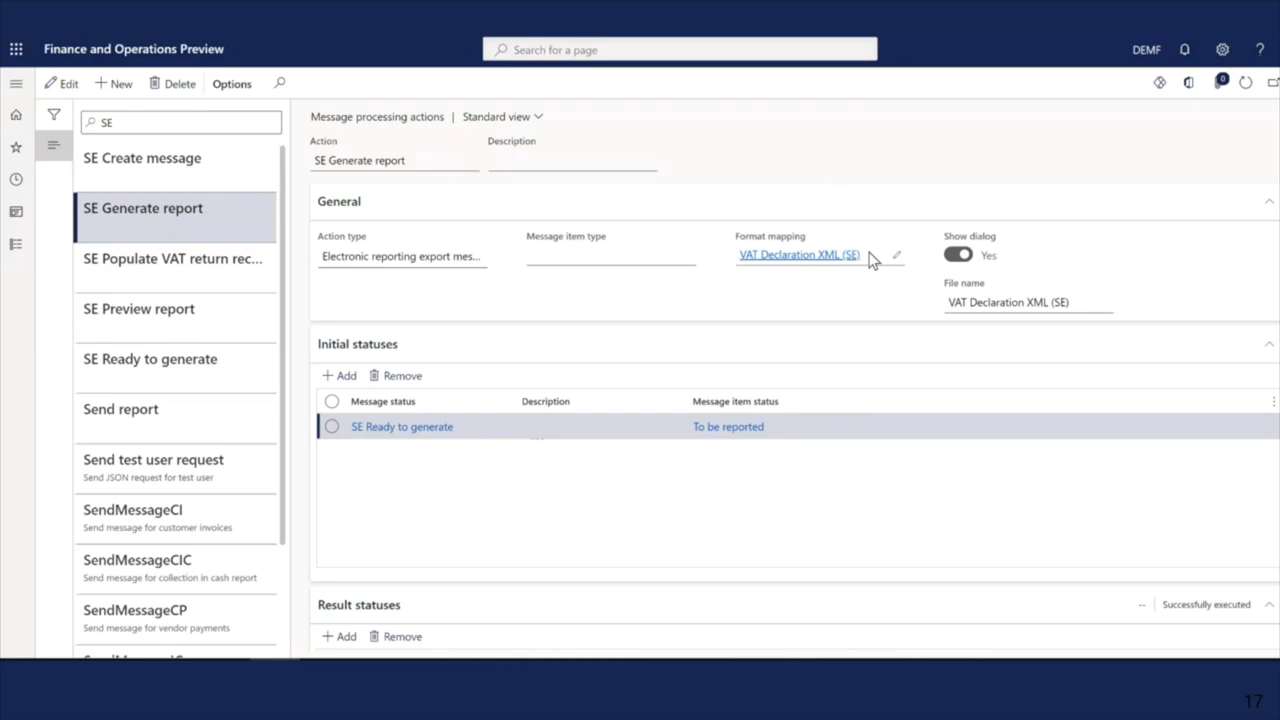 Finance and Operations Preview
Search for a page
DEMF
?
Edit
New
Delete
Options
0
SE
SE Create message
SE Generate report
SE Populate VAT return rec...
SE Preview report
SE Ready to generate
Send report
Send test user request
Send JSON request for test user
SendMessageCI
Send message for customer invoices
SendMessageCIC
Send message for collection in cash report
SendMessageCP
Send message for vendor payments
Message processing actions | Standard view
Action
Description
SE Generate report
General
Action type
Message item type
Format mapping
Show dialog
Electronic reporting export mes...
VAT Declaration XML (SE)
Yes
File name
VAT Declaration XML (SE)
Initial statuses
Add
Remove
Message status
Description
Message item status
SE Ready to generate
To be reported
Result statuses
--
Successfully executed
Add
Remove
17